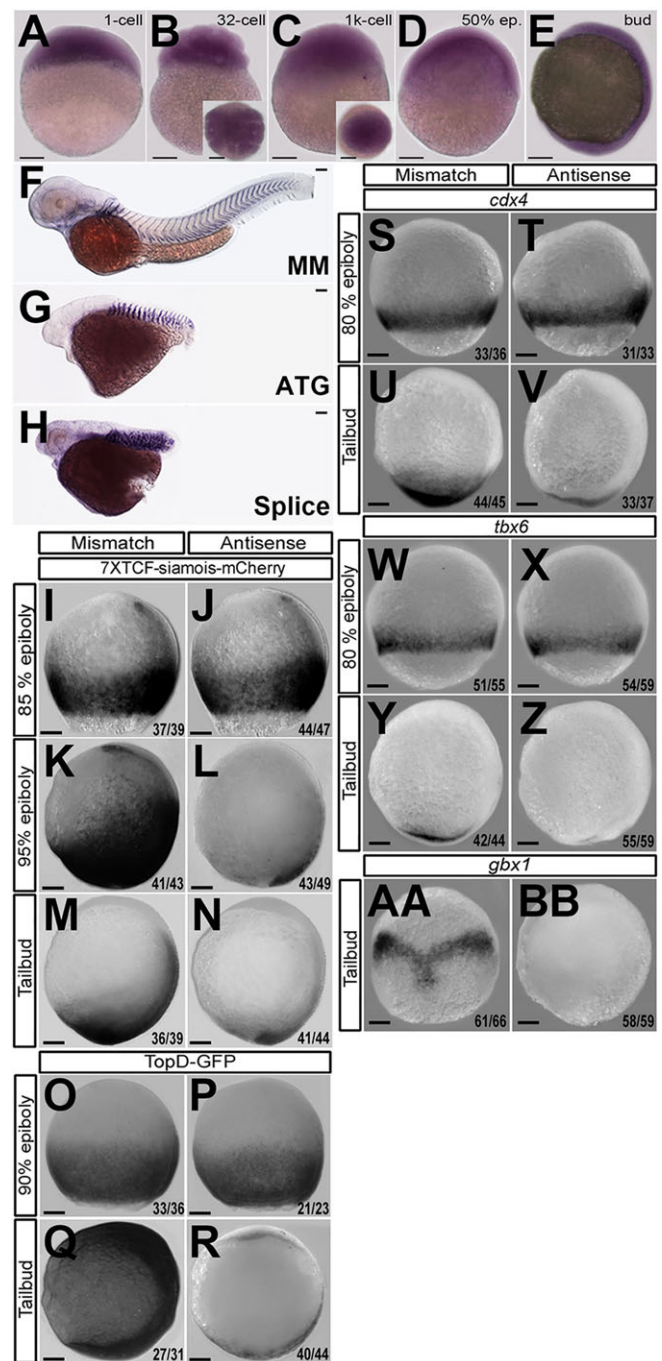 A 1-cell
B 32-cell
C 1k-cell
D 50% ep.
E bud
F MM
G ATG
H Splice
Mismatch Antisense
7XTCF-siamois-mCherry
85 % epiboly
I 37/39
J 44/47
95% epiboly
K 41/43
L 43/49
Tailbud
M 36/39
N 41/44
TopD-GFP
90% epiboly
O 33/36
P 21/23
Tailbud
Q 27/31
R 40/44
Mismatch Antisense
cdx4
80 % epiboly
S 33/36
T 31/33
Tailbud
U 44/45
V 33/37
tbx6
80 % epiboly
W 51/55
X 54/59
Tailbud
Y 42/44
Z 55/59
gbx1
Tailbud
AA 61/66
BB 58/59